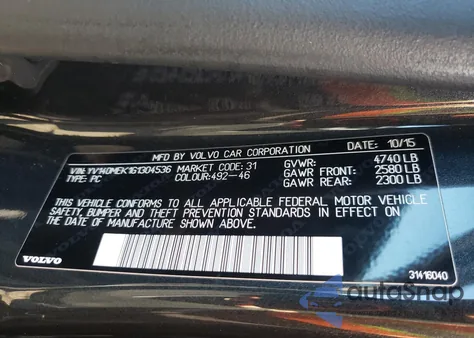 MFD. BY VOLVO CAR CORPORATION 10/15
VIN: YV140MEK1G1304536 MARKET CODE: 31 GVWR: 4740 LB
TYPE: PC COLOUR: 492-46 GAWR FRONT: 2580 LB
GAWR REAR: 2300 LB
THIS VEHICLE CONFORMS TO ALL APPLICABLE FEDERAL MOTOR VEHICLE
SAFETY, BUMPER AND THEFT PREVENTION STANDARDS IN EFFECT ON THE
DATE OF MANUFACTURE SHOWN ABOVE.
VOLVO 31416040
autoSnap